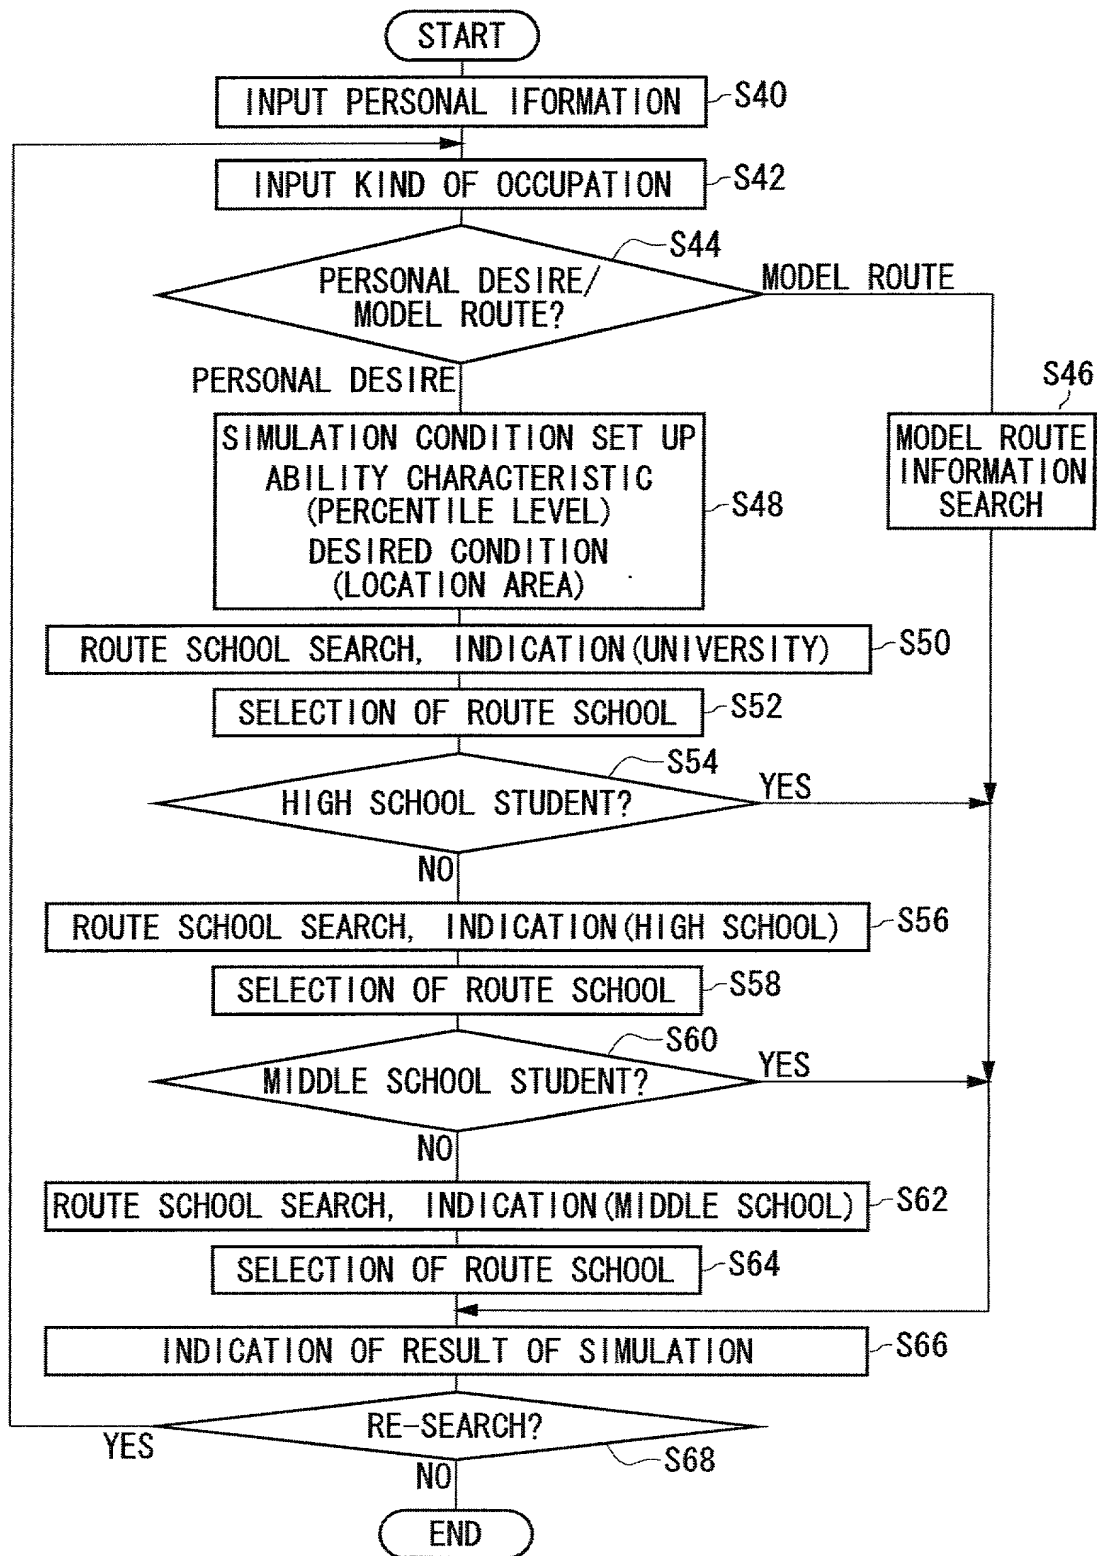 START
INPUT PERSONAL IFORMATION
S40
INPUT KIND OF OCCUPATION
S42
S44
PERSONAL DESIRE/
MODEL ROUTE?
MODEL ROUTE
PERSONAL DESIRE
S46
MODEL ROUTE
INFORMATION
SEARCH
SIMULATION CONDITION SET UP
ABILITY CHARACTERISTIC
(PERCENTILE LEVEL)
DESIRED CONDITION
(LOCATION AREA)
S48
ROUTE SCHOOL SEARCH, INDICATION(UNIVERSITY)
S50
SELECTION OF ROUTE SCHOOL
S52
S54
HIGH SCHOOL STUDENT?
YES
NO
ROUTE SCHOOL SEARCH, INDICATION(HIGH SCHOOL)
S56
SELECTION OF ROUTE SCHOOL
S58
S60
MIDDLE SCHOOL STUDENT?
YES
NO
ROUTE SCHOOL SEARCH, INDICATION(MIDDLE SCHOOL)
S62
SELECTION OF ROUTE SCHOOL
S64
INDICATION OF RESULT OF SIMULATION
S66
RE-SEARCH?
YES
S68
NO
END